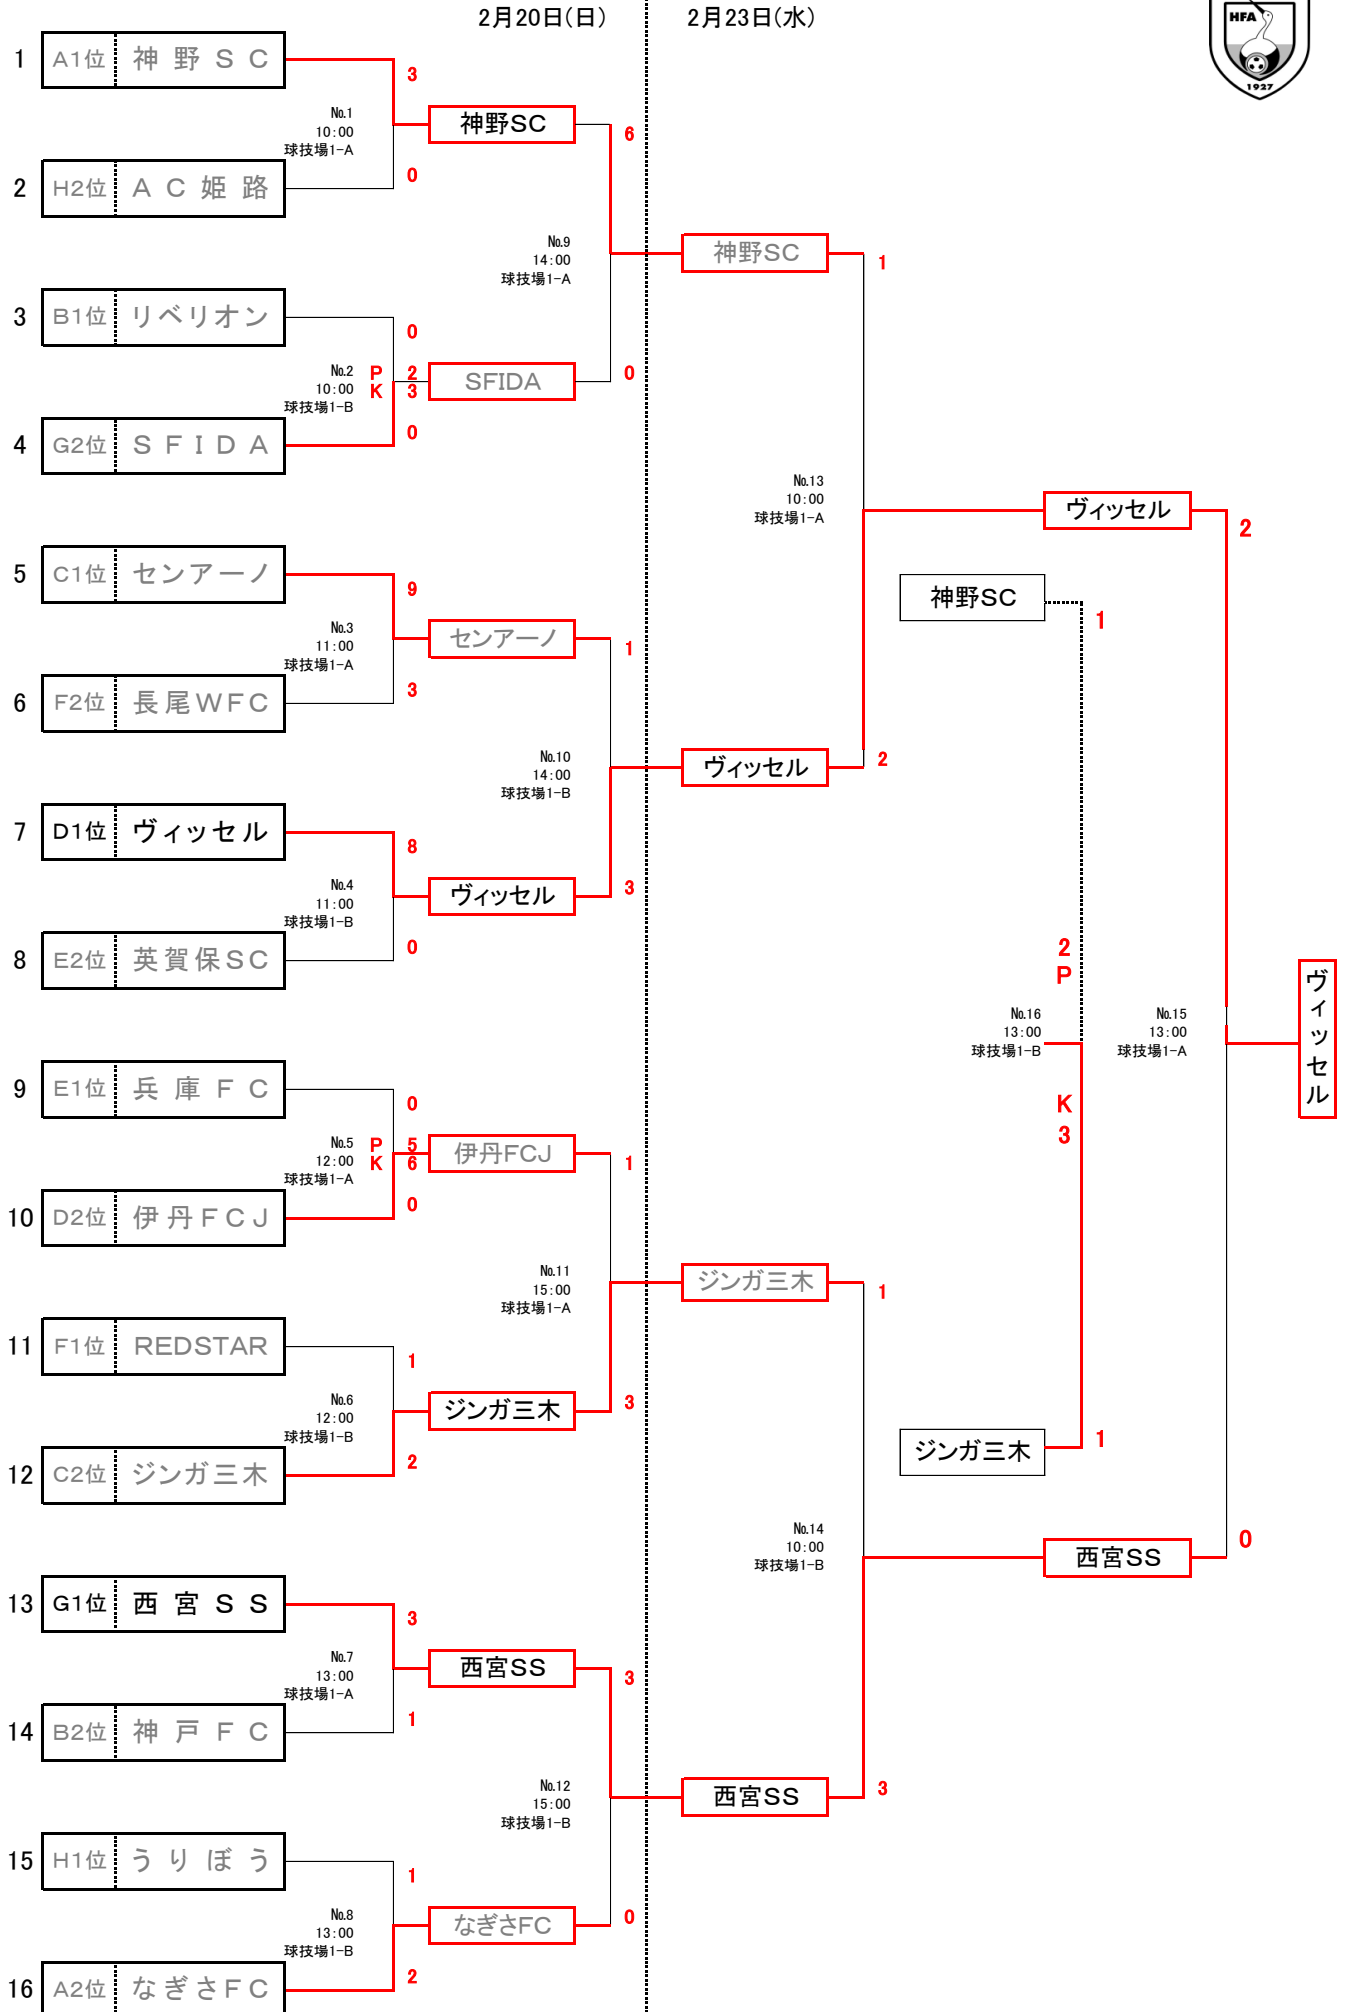 2月20日(日)
2月23日(水)
HFA
1927
1 A1位 神野SC
3
No.1
10:00
球技場1-A
神野SC
6
2 H2位 AC姫路
0
No.9
14:00
球技場1-A
神野SC
1
3 B1位 リベリオン
0
No.2
10:00
球技場1-B
P 2
K 3
SFIDA
0
4 G2位 SFIDA
0
No.13
10:00
球技場1-A
ヴィッセル
2
5 C1位 センアーノ
9
神野SC
1
No.3
11:00
球技場1-A
センアーノ
1
6 F2位 長尾WFC
3
No.10
14:00
球技場1-B
ヴィッセル
2
7 D1位 ヴィッセル
8
No.4
11:00
球技場1-B
ヴィッセル
3
8 E2位 英賀保SC
0
2
P
No.16
13:00
球技場1-B
No.15
13:00
球技場1-A
ヴィッセル
K
3
9 E1位 兵庫FC
0
No.5
12:00
球技場1-A
P 5
K 6
伊丹FCJ
1
10 D2位 伊丹FCJ
0
No.11
15:00
球技場1-A
ジンガ三木
1
11 F1位 REDSTAR
1
No.6
12:00
球技場1-B
ジンガ三木
3
ジンガ三木
1
12 C2位 ジンガ三木
2
No.14
10:00
球技場1-B
西宮SS
0
13 G1位 西宮SS
3
No.7
13:00
球技場1-A
西宮SS
3
14 B2位 神戸FC
1
No.12
15:00
球技場1-B
西宮SS
3
15 H1位 うりぼう
1
No.8
13:00
球技場1-B
なぎさFC
0
16 A2位 なぎさFC
2